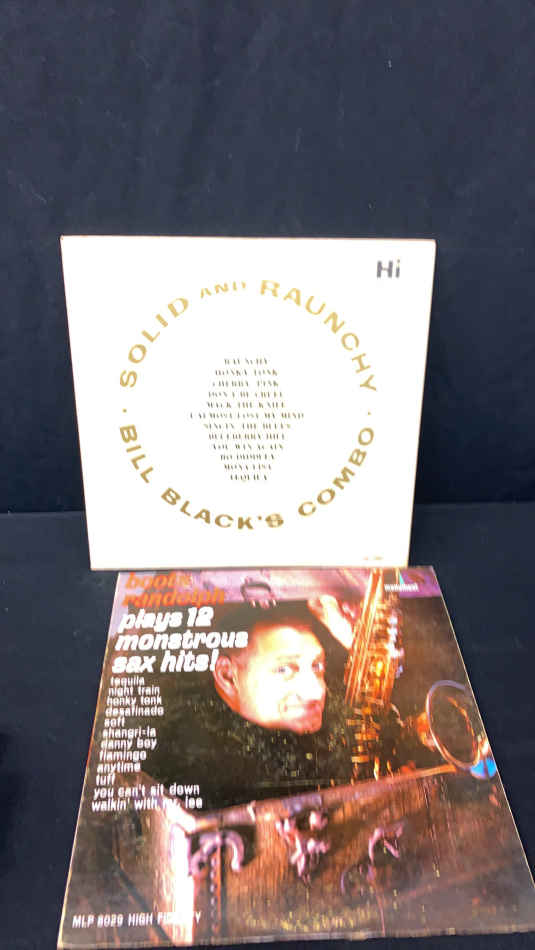 Hi
SOLID AND RAUNCHY
· BILL BLACK'S COMBO ·
RAUNCHY
HONKY TONK
CHERRY PINK
DON'T BE CRUEL
MACK THE KNIFE
I ALMOST LOST MY MIND
SINGIN' THE BLUES
BLUEBERRY HILL
YOU WIN AGAIN
BO DIDDLEY
MONA LISA
TEQUILA
boots
randolph
monument
plays 12
monstrous
sax hits!
tequila
night train
honky tonk
desafinado
soft
shangri-la
danny boy
flamingo
anytime
tuff
you can't sit down
walkin' with mr. lee
MLP 8029 HIGH FIDELITY